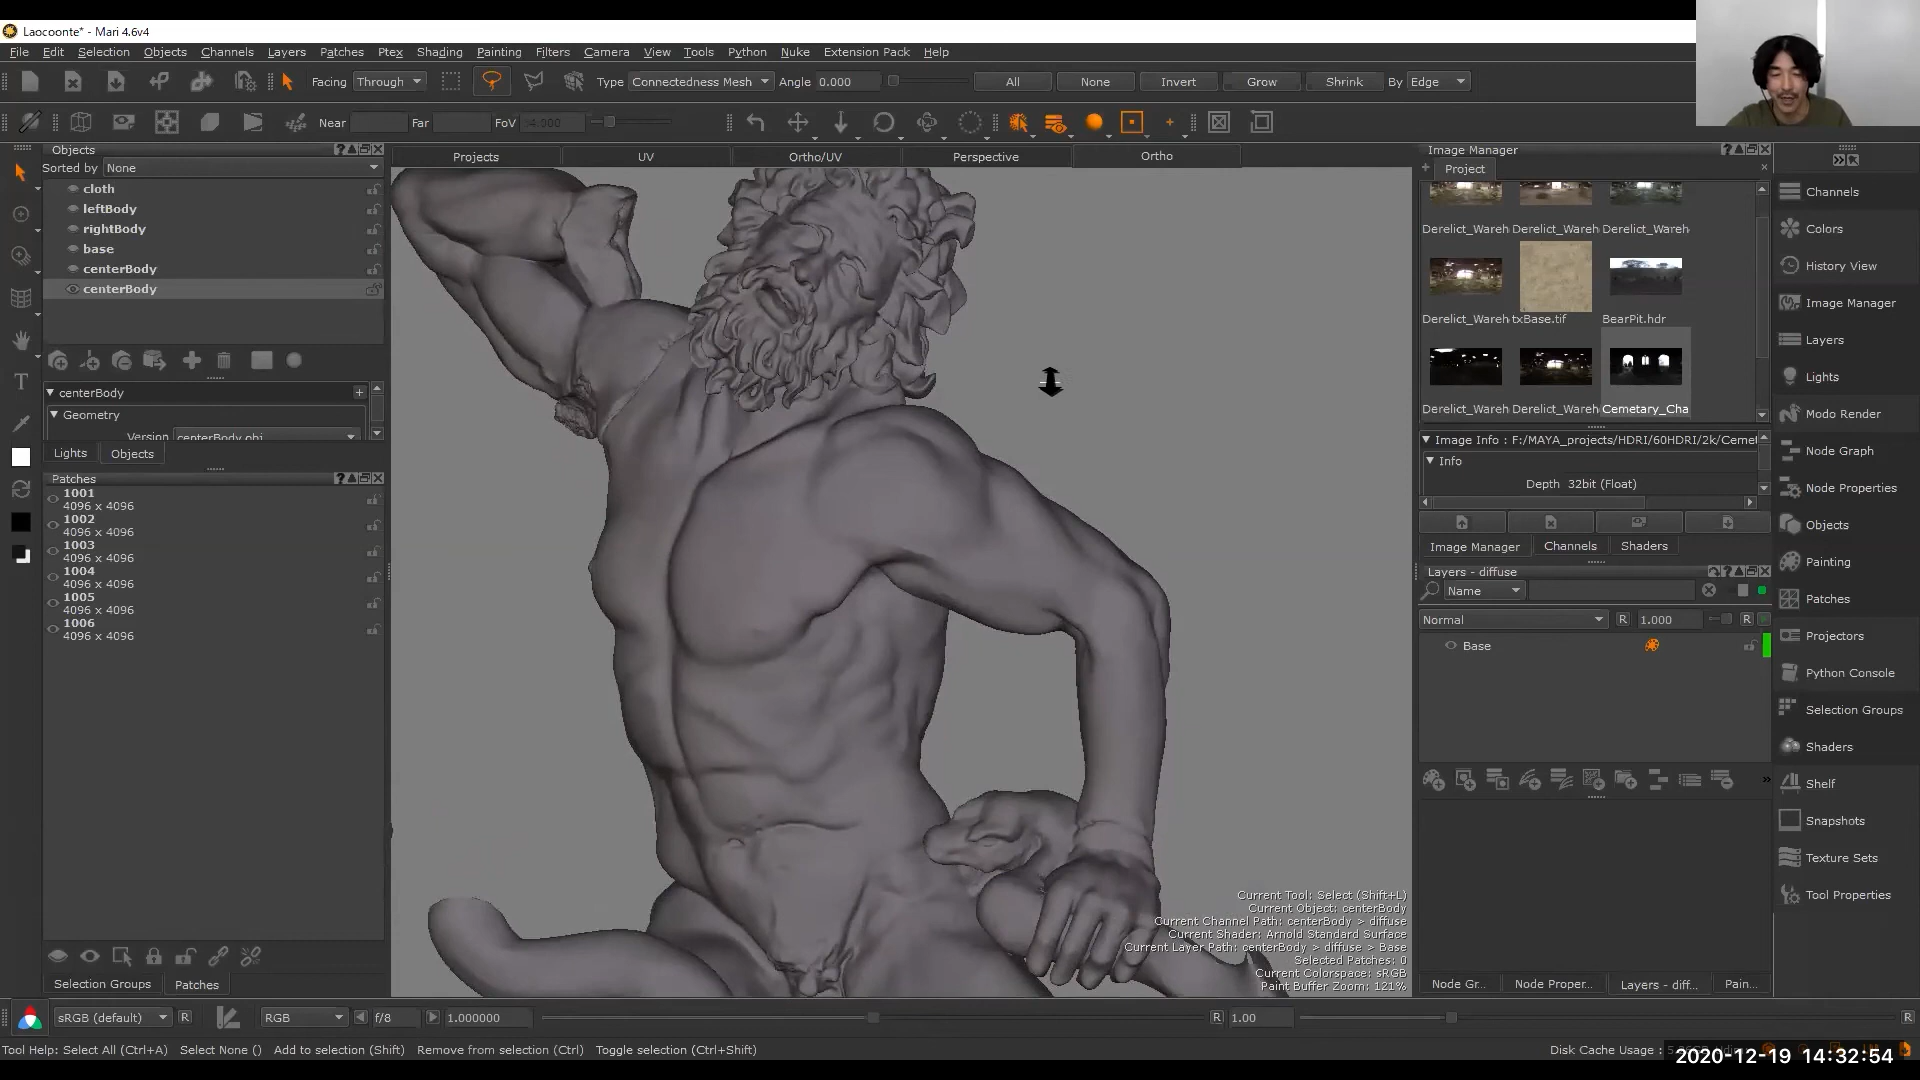 Laocoonte* - Mari 4.6v4
File Edit Selection Objects Channels Layers Patches Ptex Shading Painting Filters Camera View Tools Python Nuke Extension Pack Help
Facing Through Type Connectedness Mesh Angle 0.000 All None Invert Grow Shrink By Edge
Near Far FoV
Objects
Sorted by None
cloth
leftBody
rightBody
base
centerBody
centerBody
centerBody
Geometry
Version centerBody.obj
Lights Objects
Patches
1001
4096 x 4096
1002
4096 x 4096
1003
4096 x 4096
1004
4096 x 4096
1005
4096 x 4096
1006
4096 x 4096
Selection Groups Patches
Projects UV Ortho/UV Perspective Ortho
Current Tool: Select (Shift+L)
Current Object: centerBody
Current Channel Path: centerBody > diffuse
Current Shader: Arnold Standard Surface
Current Layer Path: centerBody > diffuse > Base
Selected Patches: 0
Current Colorspace: sRGB
Paint Buffer Zoom: 121%
Image Manager
Project
Derelict_Wareh Derelict_Wareh Derelict_Wareh
Derelict_Wareh txBase.tif BearPit.hdr
Derelict_Wareh Derelict_Wareh Cemetary_Cha
Image Info : F:/MAYA_projects/HDRI/60HDRI/2k/Cemet
Info
Depth 32bit (Float)
Image Manager Channels Shaders
Layers - diffuse
Name
Normal R 1.000 R
Base
Node Gr... Node Proper... Layers - diff... Pain...
Channels
Colors
History View
Image Manager
Layers
Lights
Modo Render
Node Graph
Node Properties
Objects
Painting
Patches
Projectors
Python Console
Selection Groups
Shaders
Shelf
Snapshots
Texture Sets
Tool Properties
sRGB (default) R RGB f/8 1.000000 R 1.00 R
Tool Help: Select All (Ctrl+A) Select None () Add to selection (Shift) Remove from selection (Ctrl) Toggle selection (Ctrl+Shift)
Disk Cache Usage :
2020-12-19 14:32:54